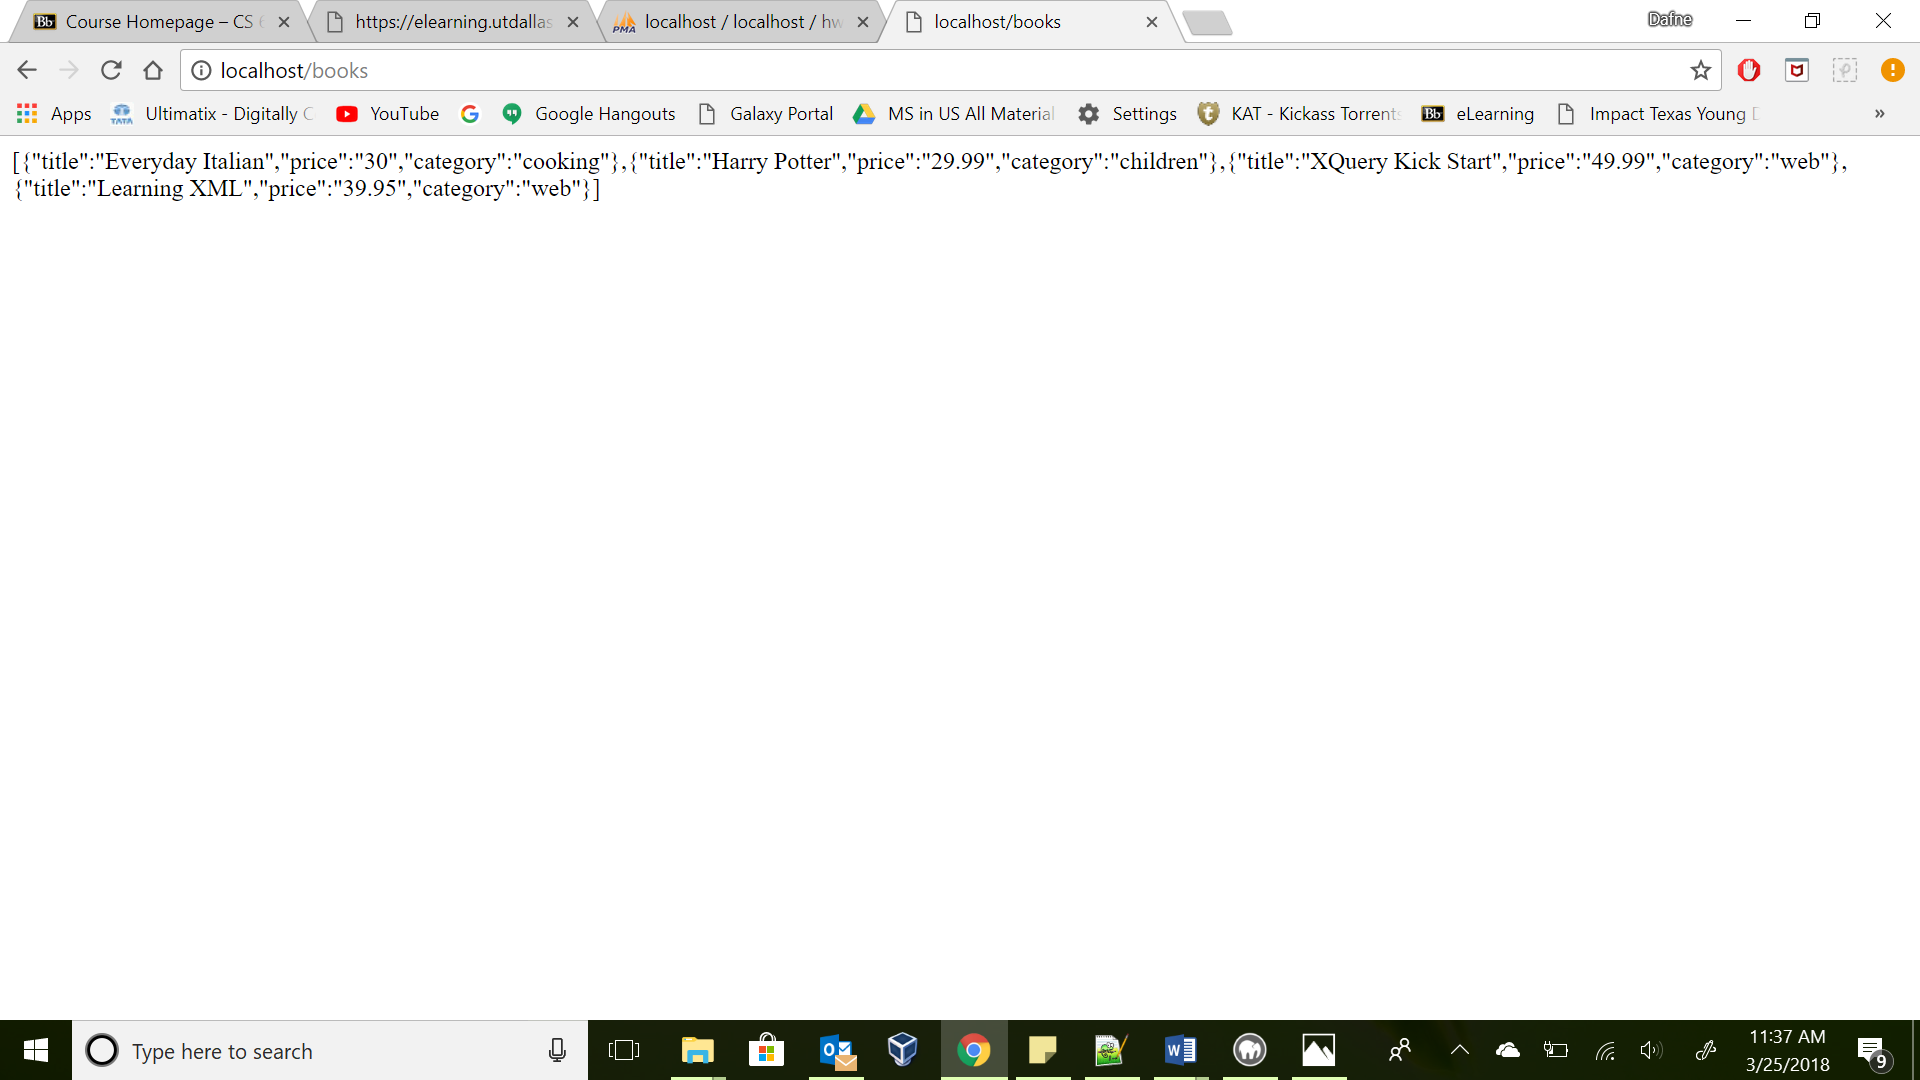 Course Homepage – CS
https://elearning.utdallas
localhost / localhost / hw
localhost/books
Dafne
localhost/books
Apps
Ultimatix - Digitally
YouTube
Google Hangouts
Galaxy Portal
MS in US All Material
Settings
KAT - Kickass Torrents
Bb eLearning
Impact Texas Young
»
[{"title":"Everyday Italian","price":"30","category":"cooking"},{"title":"Harry Potter","price":"29.99","category":"children"},{"title":"XQuery Kick Start","price":"49.99","category":"web"},
{"title":"Learning XML","price":"39.95","category":"web"}]
Type here to search
11:37 AM
3/25/2018
9